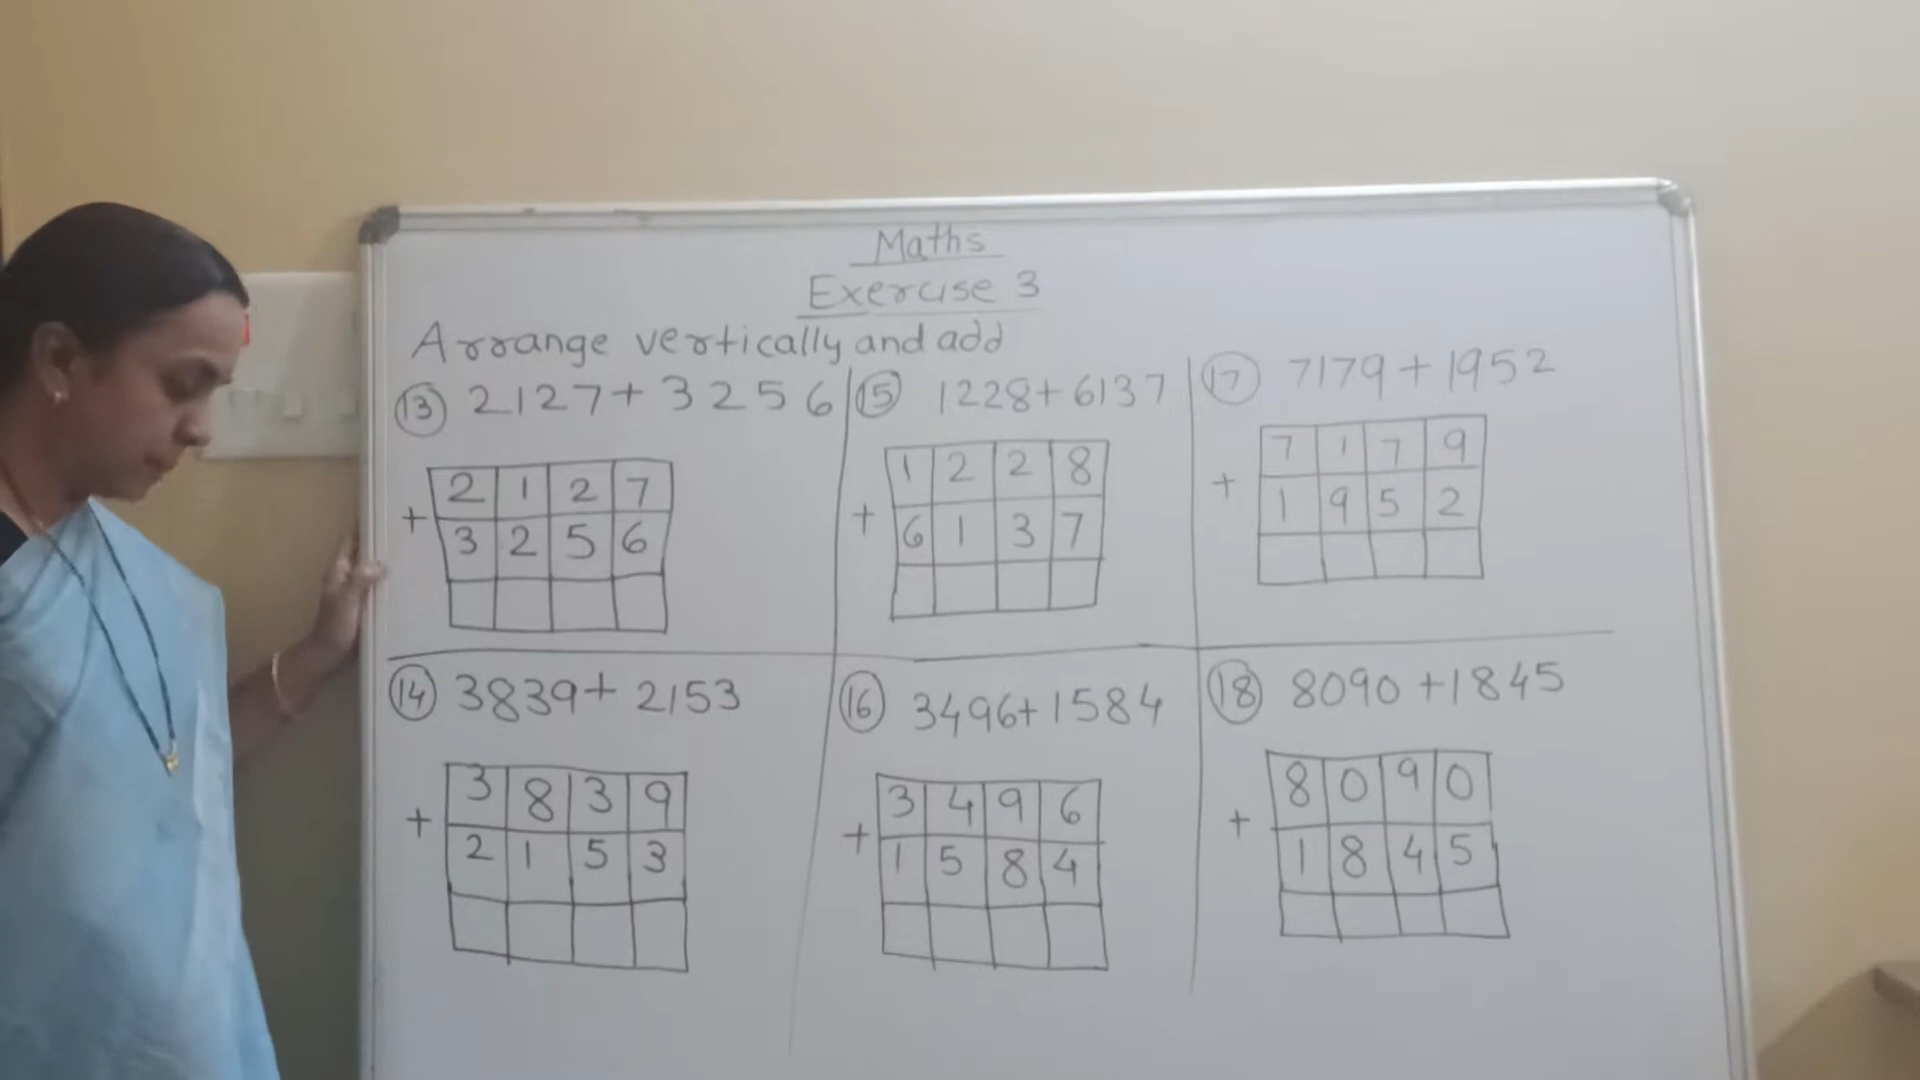 Maths
Exercise 3
Arrange vertically and add
13 2127 + 3256
2 1 2 7
+ 3 2 5 6
14 3839 + 2153
3 8 3 9
+ 2 1 5 3
15 1228 + 6137
1 2 2 8
+ 6 1 3 7
16 3496 + 1584
3 4 9 6
+ 1 5 8 4
17 7179 + 1952
7 1 7 9
+ 1 9 5 2
18 8090 + 1845
8 0 9 0
+ 1 8 4 5